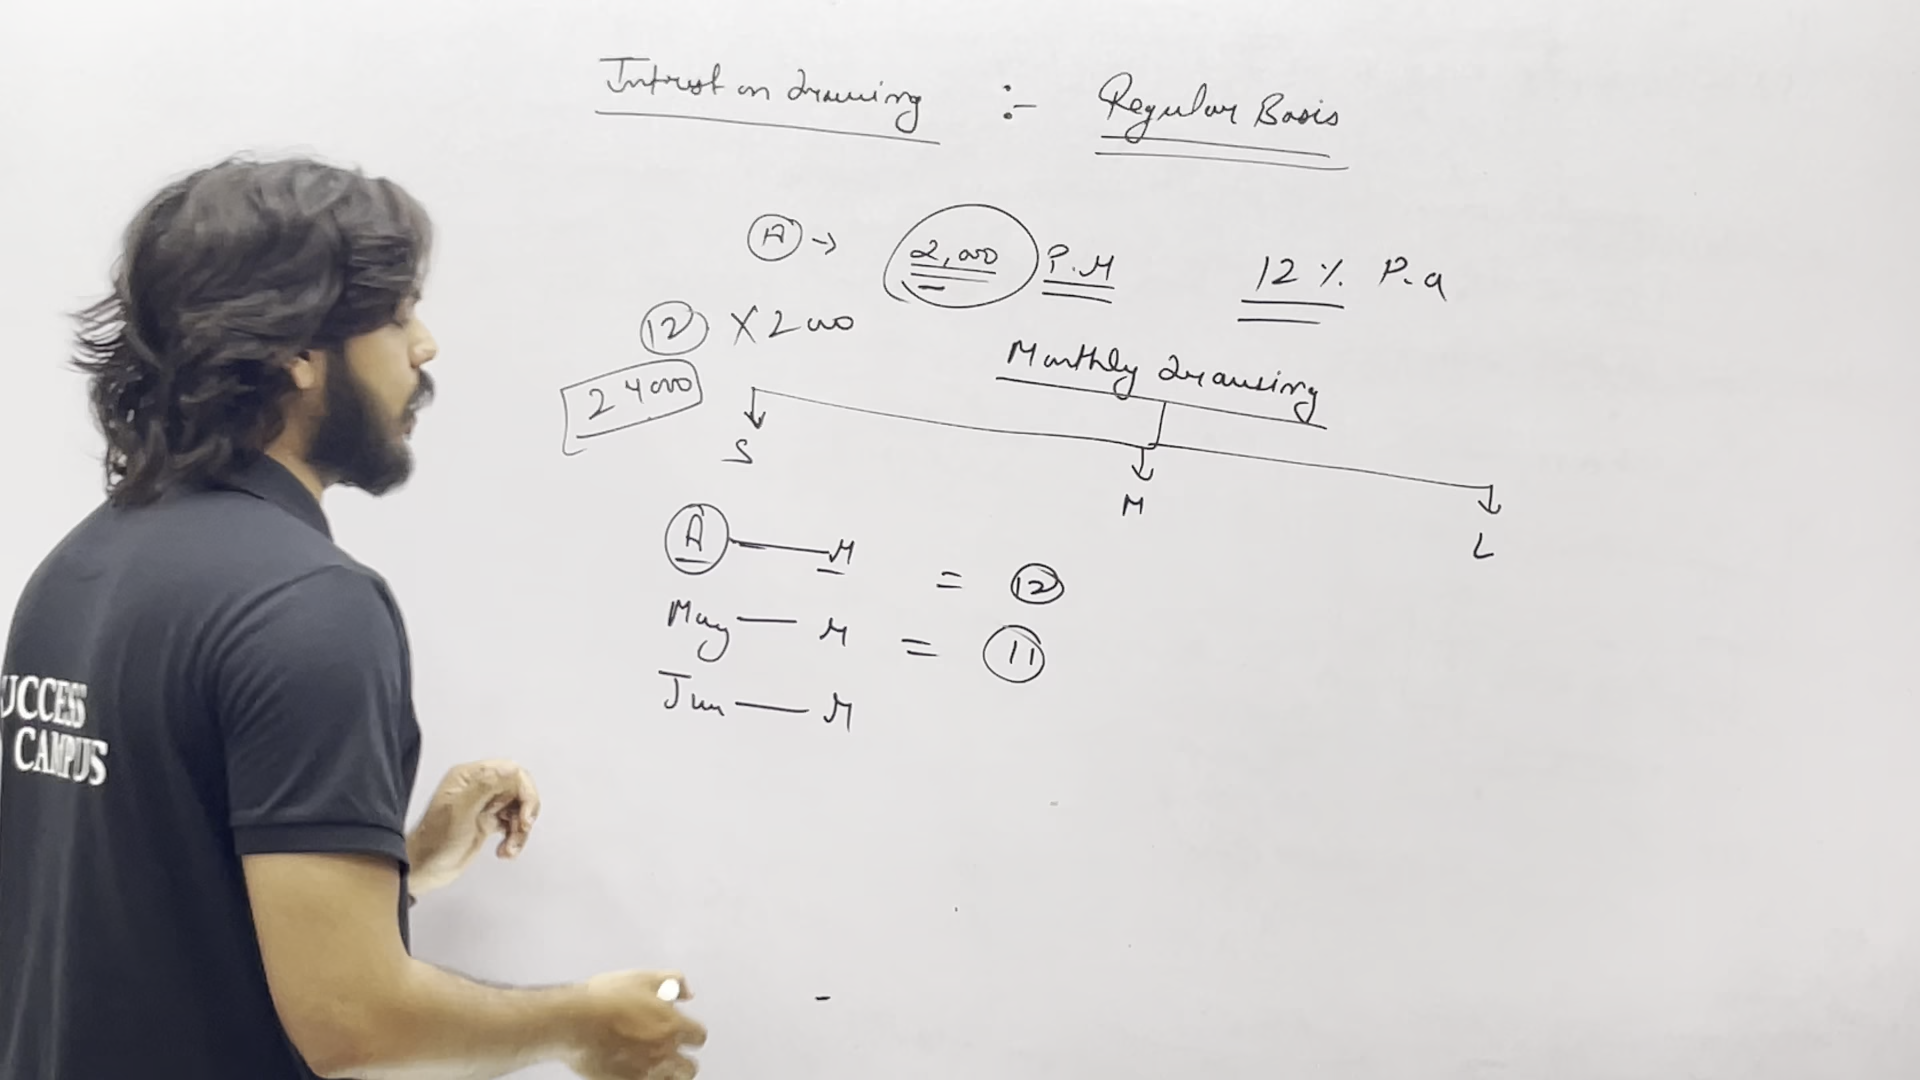 Interest on drawing :- Regular Basis
A → 2,000 P.M 12 % P.a
12 X 2000
24000
Monthly drawing
S
M
L
A — M = 12
May — M = 11
Jun — M
UCCESS
CAMPUS